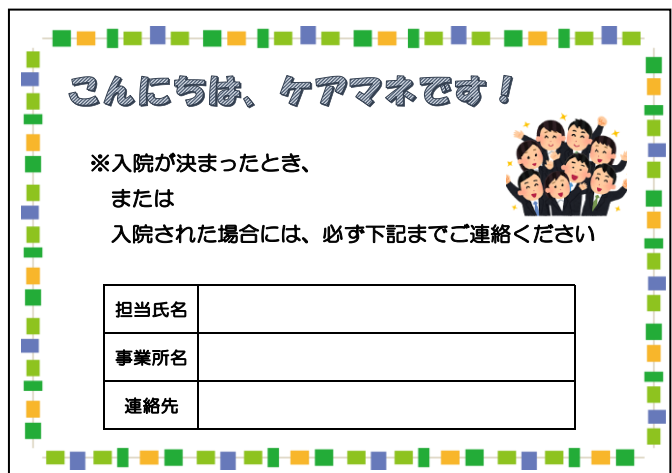 こんにちは、ケアマネです！
※入院が決まったとき、
または
入院された場合には、必ず下記までご連絡ください
担当氏名
事業所名
連絡先